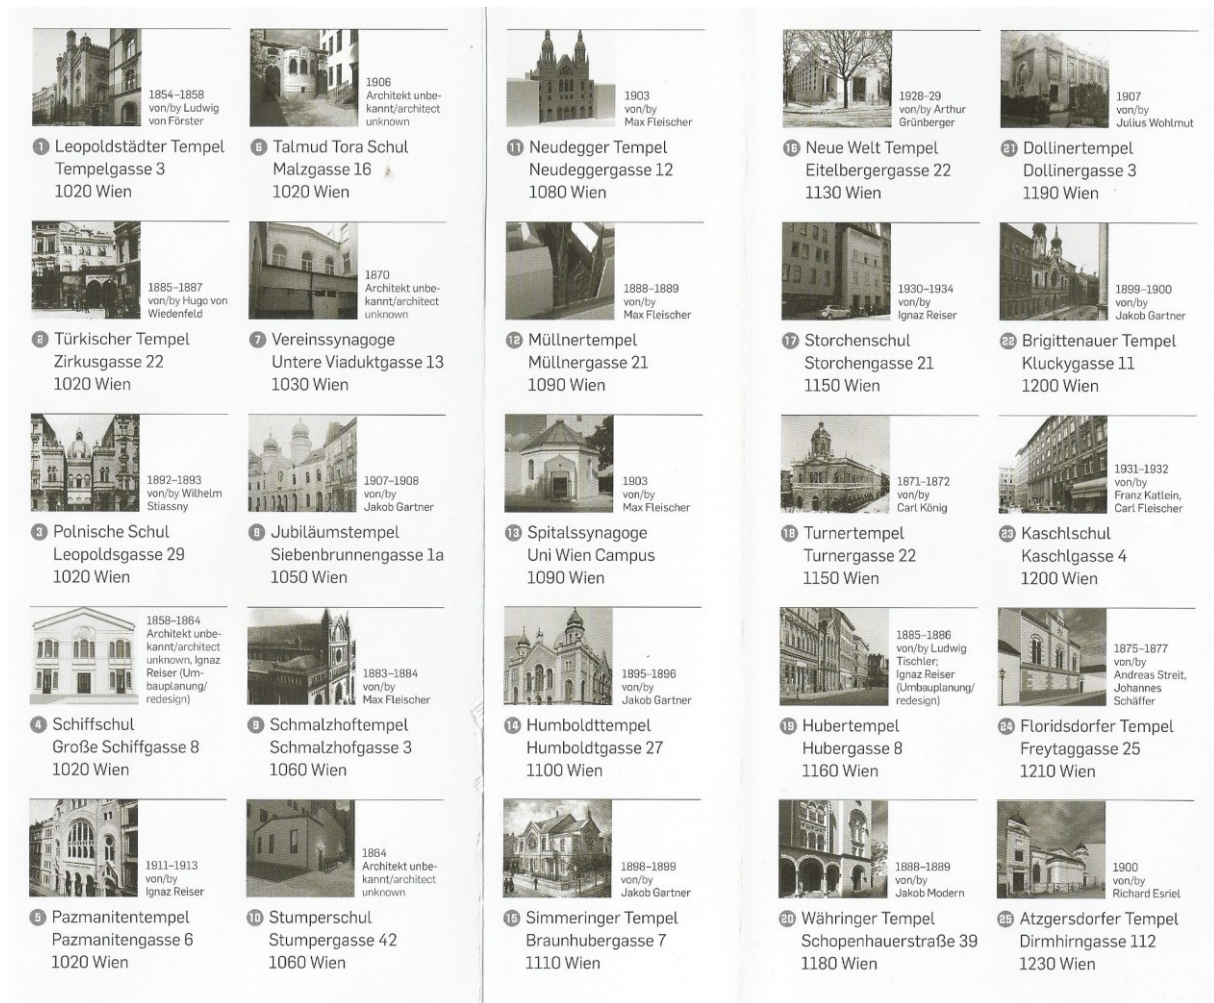 1854–1858
von/by Ludwig
von Förster
1 Leopoldstädter Tempel
Tempelgasse 3
1020 Wien
1885–1887
von/by Hugo von
Wiedenfeld
2 Türkischer Tempel
Zirkusgasse 22
1020 Wien
1892–1893
von/by Wilhelm
Stiassny
3 Polnische Schul
Leopoldsgasse 29
1020 Wien
1858–1864
Architekt unbe-
kannt/architect
unknown, Ignaz
Reiser (Um-
bauplanung/
redesign)
4 Schiffschul
Große Schiffgasse 8
1020 Wien
1911–1913
von/by
Ignaz Reiser
5 Pazmanitentempel
Pazmanitengasse 6
1020 Wien
1906
Architekt unbe-
kannt/architect
unknown
6 Talmud Tora Schul
Malzgasse 16
1020 Wien
1870
Architekt unbe-
kannt/architect
unknown
7 Vereinssynagoge
Untere Viaduktgasse 13
1030 Wien
1907–1908
von/by
Jakob Gartner
8 Jubiläumstempel
Siebenbrunnengasse 1a
1050 Wien
1883–1884
von/by
Max Fleischer
9 Schmalzhoftempel
Schmalzhofgasse 3
1060 Wien
1864
Architekt unbe-
kannt/architect
unknown
10 Stumperschul
Stumpergasse 42
1060 Wien
1903
von/by
Max Fleischer
11 Neudegger Tempel
Neudeggergasse 12
1080 Wien
1888–1889
von/by
Max Fleischer
12 Müllnertempel
Müllnergasse 21
1090 Wien
1903
von/by
Max Fleischer
13 Spitalssynagoge
Uni Wien Campus
1090 Wien
1895–1896
von/by
Jakob Gartner
14 Humboldttempel
Humboldtgasse 27
1100 Wien
1898–1899
von/by
Jakob Gartner
15 Simmeringer Tempel
Braunhubergasse 7
1110 Wien
1928–29
von/by Arthur
Grünberger
16 Neue Welt Tempel
Eitelbergergasse 22
1130 Wien
1930–1934
von/by
Ignaz Reiser
17 Storchenschul
Storchengasse 21
1150 Wien
1871–1872
von/by
Carl König
18 Turnertempel
Turnergasse 22
1150 Wien
1885–1886
von/by Ludwig
Tischler;
Ignaz Reiser
(Umbauplanung/
redesign)
19 Hubertempel
Hubergasse 8
1160 Wien
1888–1889
von/by
Jakob Modern
20 Währinger Tempel
Schopenhauerstraße 39
1180 Wien
1907
von/by
Julius Wohlmut
21 Dollinertempel
Dollinergasse 3
1190 Wien
1899–1900
von/by
Jakob Gartner
22 Brigittenauer Tempel
Kluckygasse 11
1200 Wien
1931–1932
von/by
Franz Katlein,
Carl Fleischer
23 Kaschlschul
Kaschlgasse 4
1200 Wien
1875–1877
von/by
Andreas Streit,
Johannes
Schäffer
24 Floridsdorfer Tempel
Freytaggasse 25
1210 Wien
1900
von/by
Richard Esriel
25 Atzgersdorfer Tempel
Dirmhirngasse 112
1230 Wien